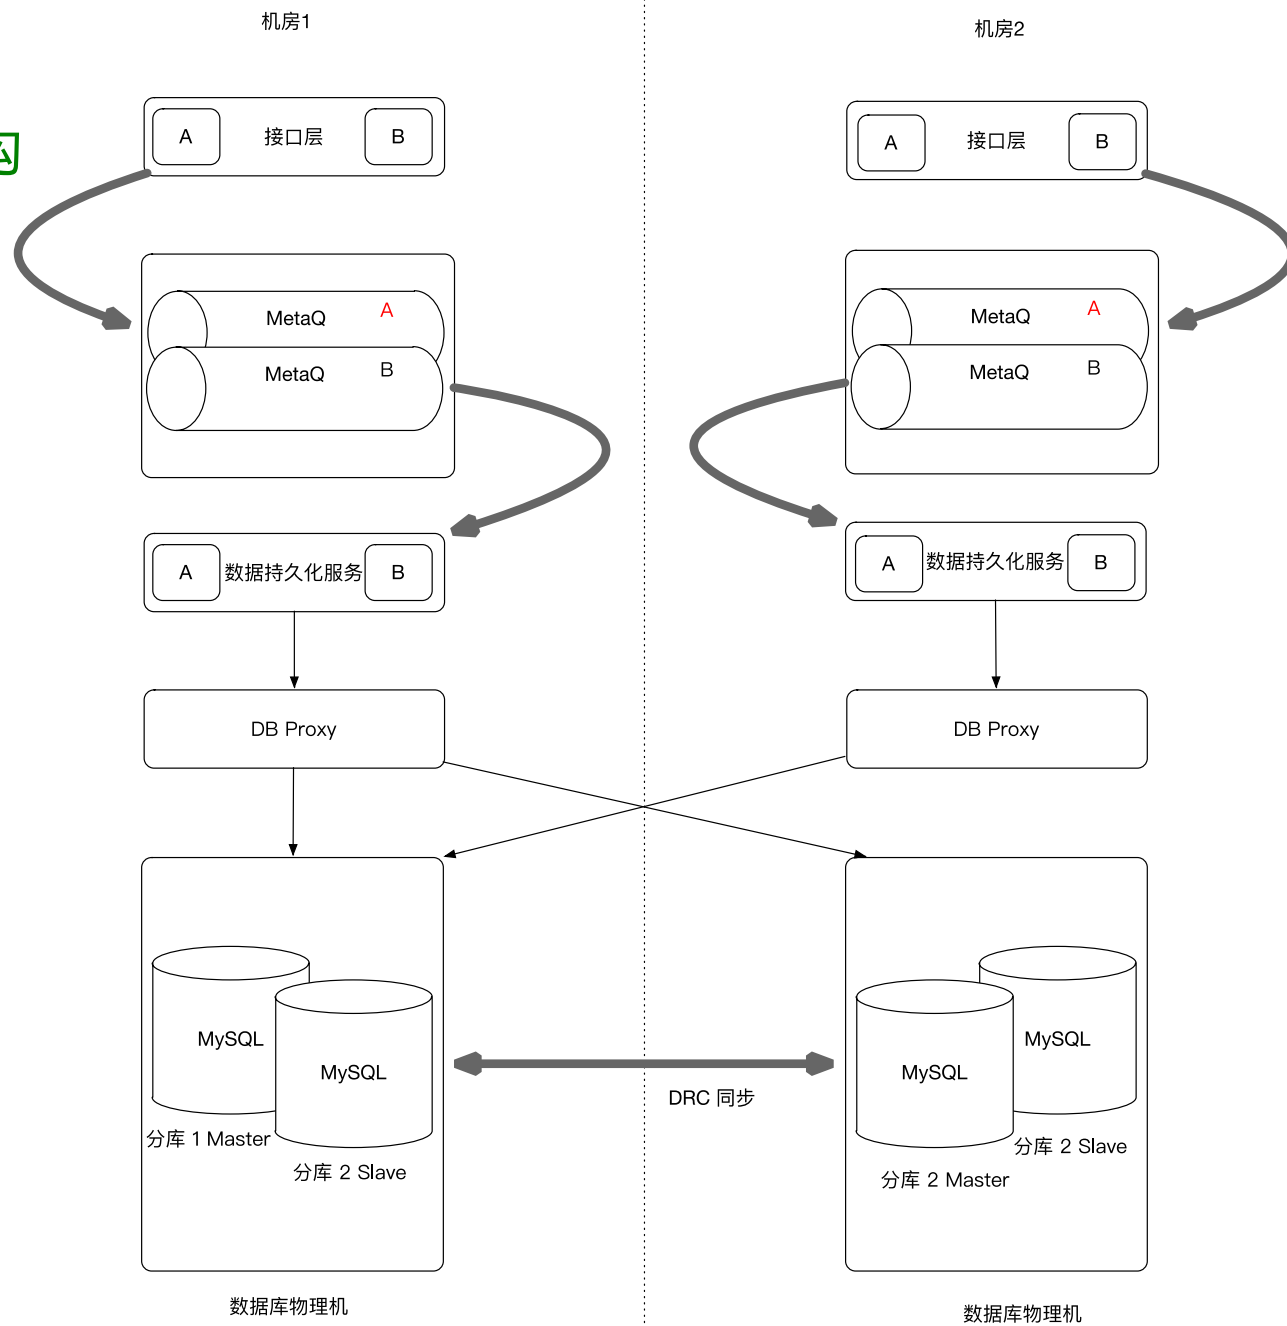 机房1
机房2
A 接口层 B
A 接口层 B
MetaQ A
MetaQ B
MetaQ A
MetaQ B
A 数据持久化服务 B
A 数据持久化服务 B
DB Proxy
DB Proxy
MySQL
MySQL
分库 1 Master
分库 2 Slave
DRC 同步
MySQL
MySQL
分库 2 Slave
分库 2 Master
数据库物理机
数据库物理机